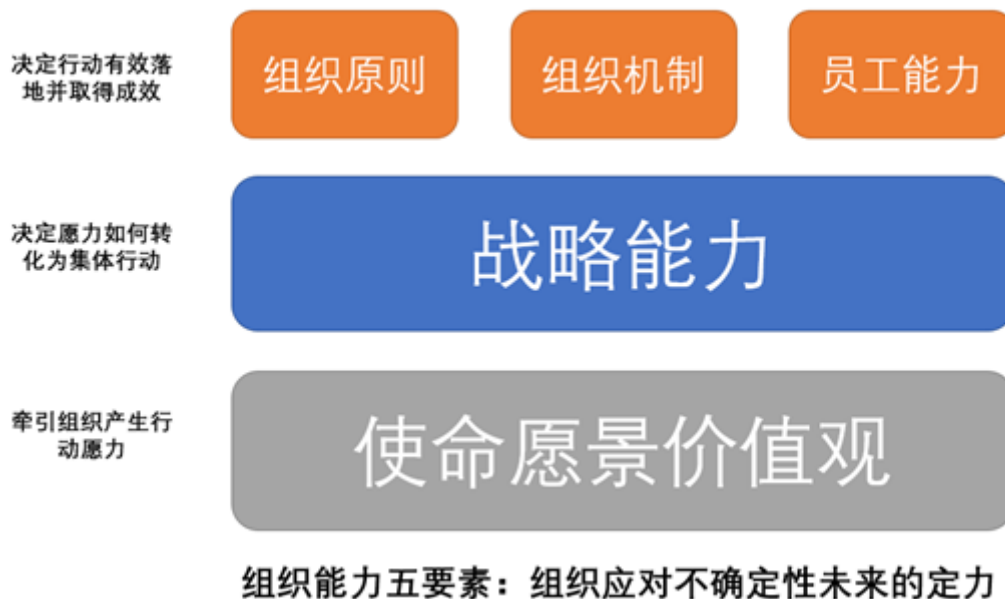 决定行动有效落
地并取得成效
组织原则
组织机制
员工能力
决定愿力如何转
化为集体行动
战略能力
牵引组织产生行
动愿力
使命愿景价值观
组织能力五要素：组织应对不确定性未来的定力